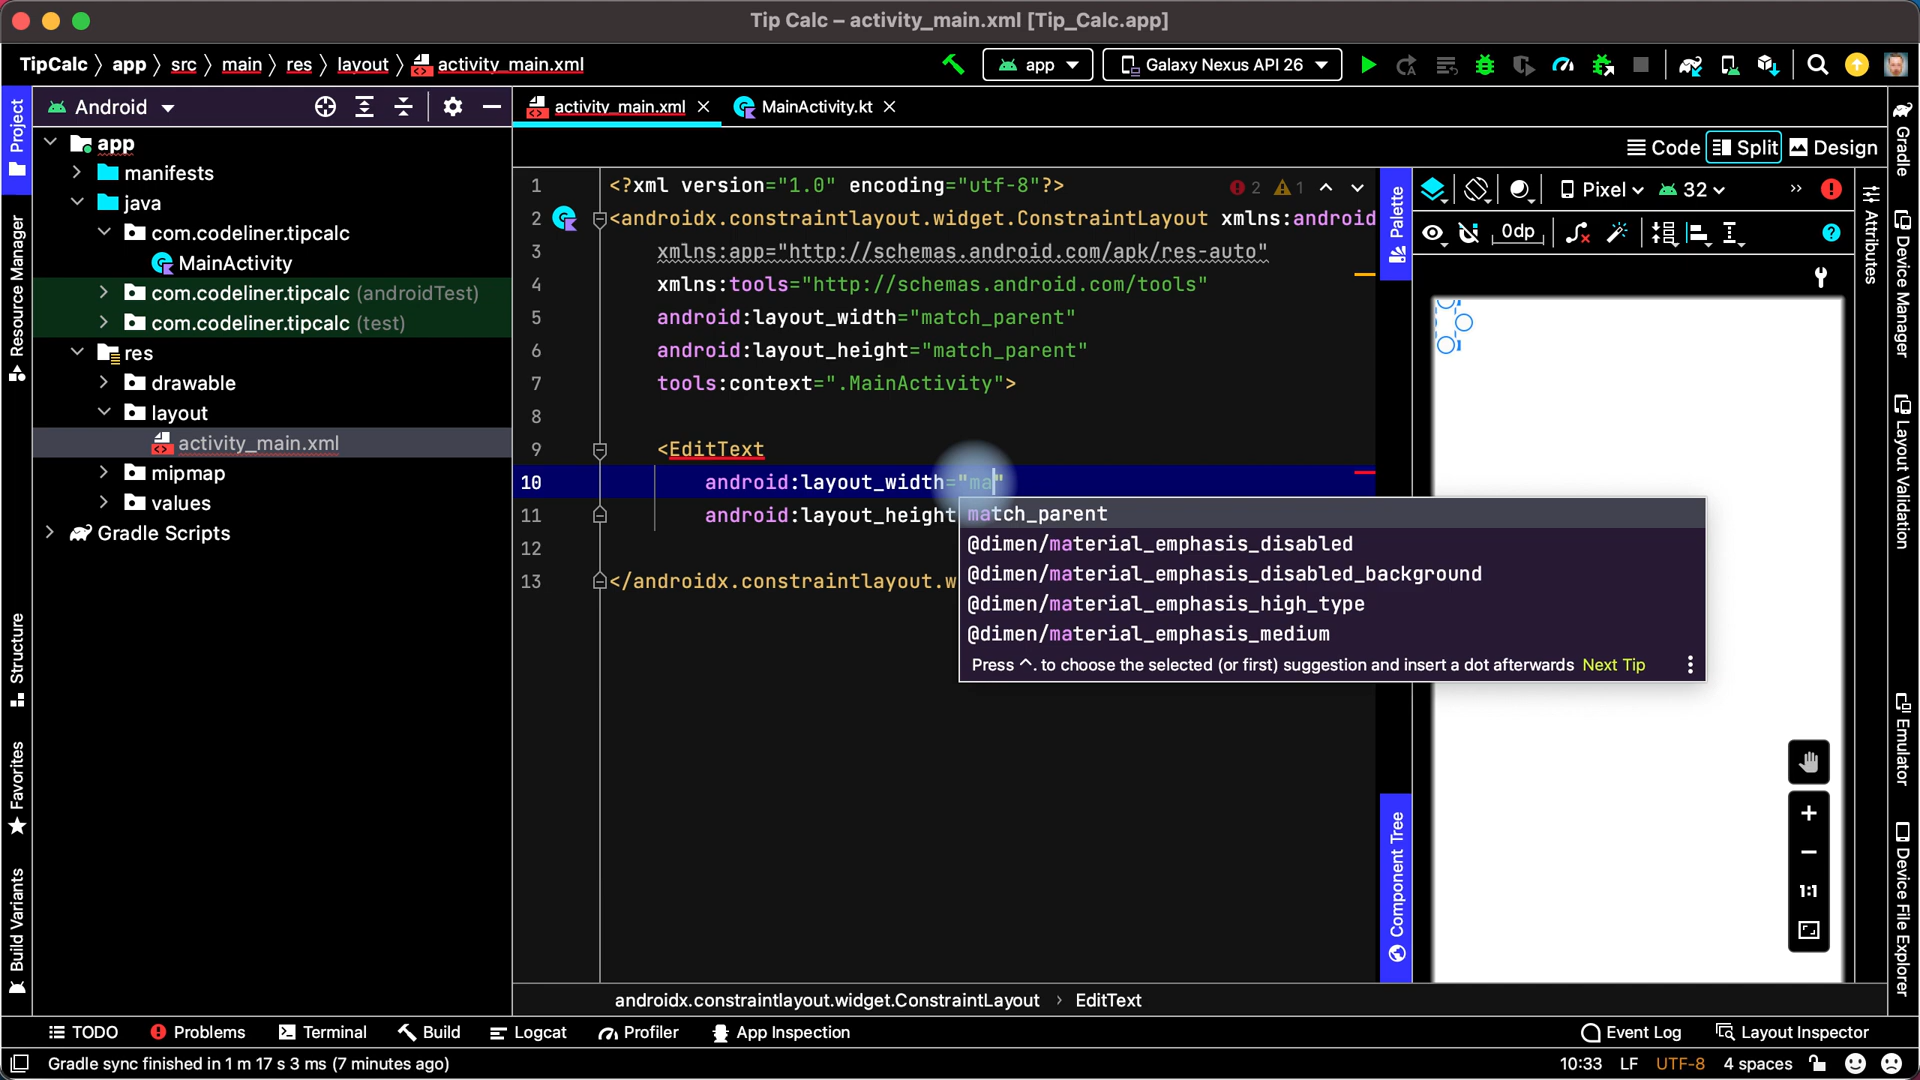 Tip Calc – activity_main.xml [Tip_Calc.app]
TipCalc 〉 app 〉 src 〉 main 〉 res 〉 layout 〉 activity_main.xml
app
Galaxy Nexus API 26
Project
Android
activity_main.xml
MainActivity.kt
Gradle
Code
Split
Design
app
manifests
java
com.codeliner.tipcalc
MainActivity
com.codeliner.tipcalc (androidTest)
com.codeliner.tipcalc (test)
res
drawable
layout
activity_main.xml
mipmap
values
Gradle Scripts
Resource Manager
Structure
Favorites
Build Variants
1 <?xml version="1.0" encoding="utf-8"?>
2 1
2 <androidx.constraintlayout.widget.ConstraintLayout xmlns:android
3 xmlns:app="http://schemas.android.com/apk/res-auto"
4 xmlns:tools="http://schemas.android.com/tools"
5 android:layout_width="match_parent"
6 android:layout_height="match_parent"
7 tools:context=".MainActivity">
8
9 <EditText
10 android:layout_width="ma"
11 android:layout_height
12
13 </androidx.constraintlayout.w
match_parent
@dimen/material_emphasis_disabled
@dimen/material_emphasis_disabled_background
@dimen/material_emphasis_high_type
@dimen/material_emphasis_medium
Press ^. to choose the selected (or first) suggestion and insert a dot afterwards Next Tip
Palette
Component Tree
Pixel
32
0dp
1:1
Attributes
Device Manager
Layout Validation
Emulator
Device File Explorer
androidx.constraintlayout.widget.ConstraintLayout › EditText
TODO
Problems
Terminal
Build
Logcat
Profiler
App Inspection
Event Log
Layout Inspector
Gradle sync finished in 1 m 17 s 3 ms (7 minutes ago)
10:33 LF UTF-8 4 spaces